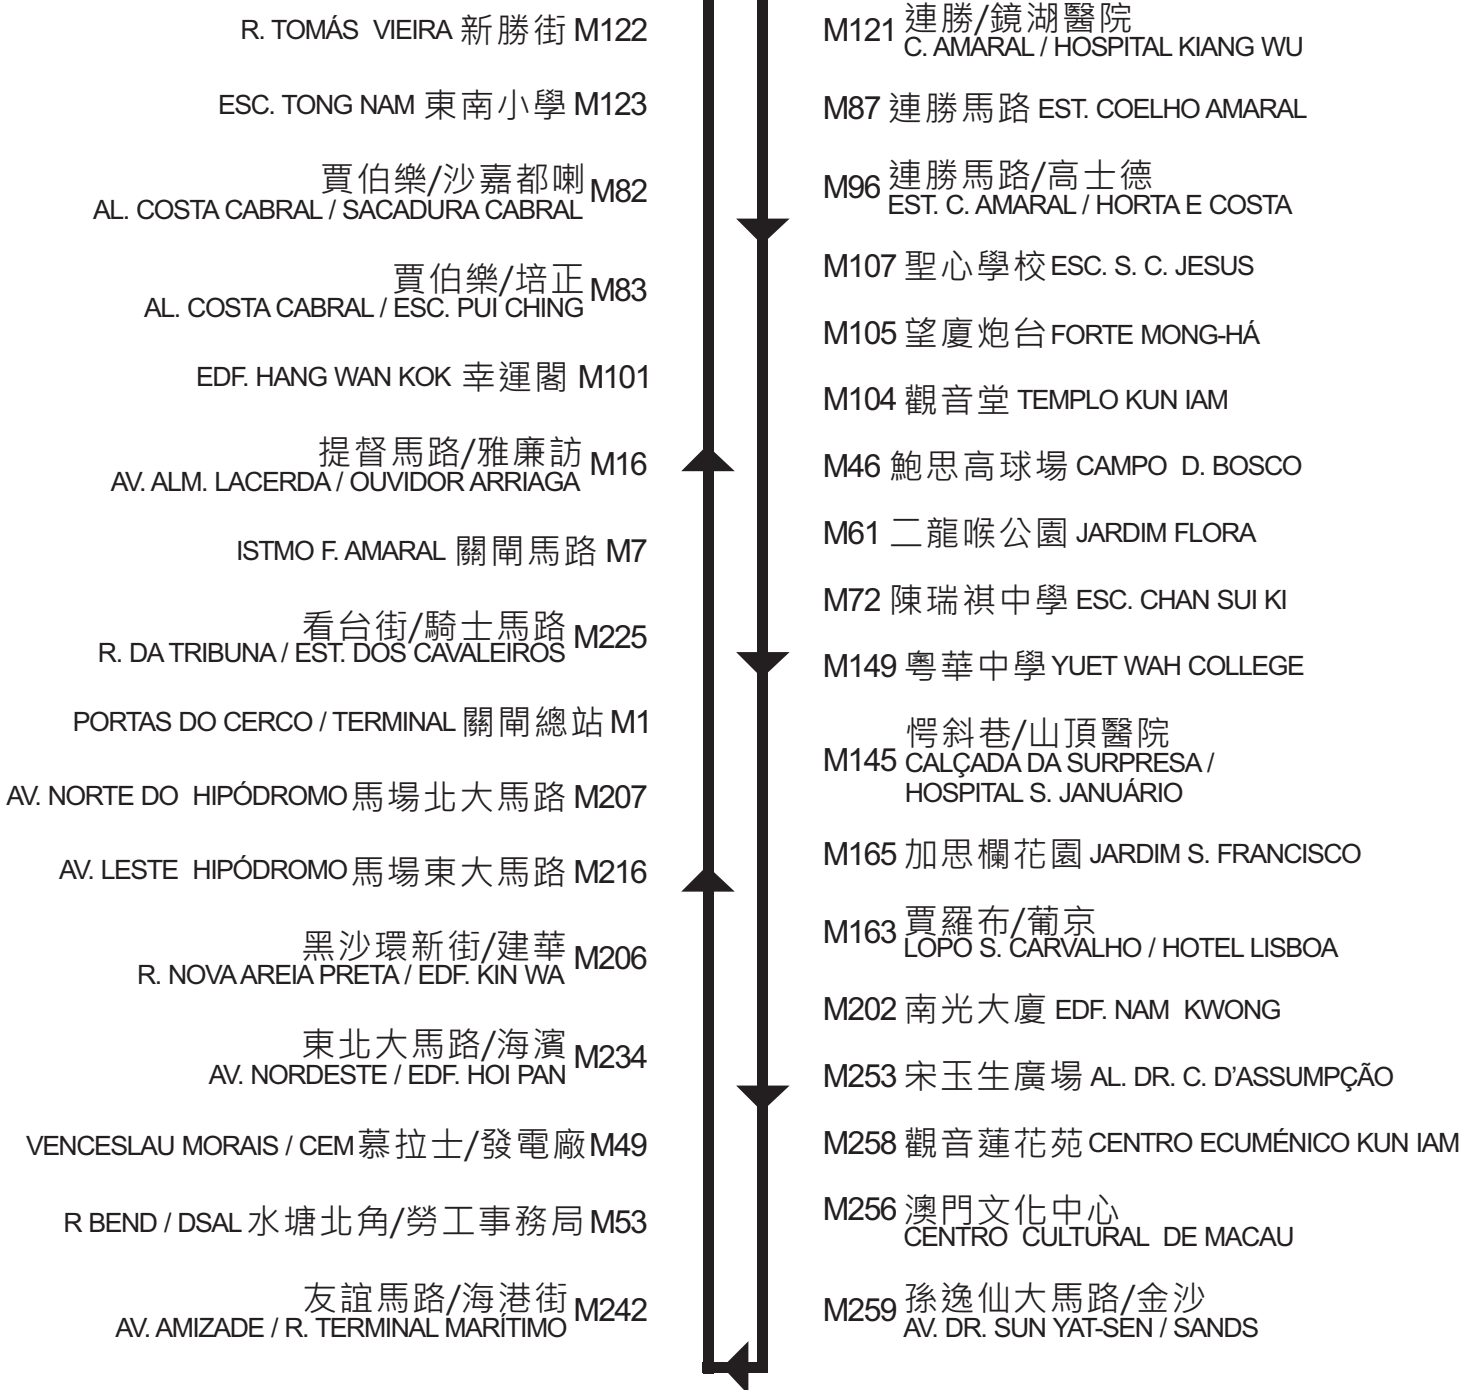 R. TOMÁS VIEIRA 新勝街 M122
ESC. TONG NAM 東南小學 M123
賈伯樂/沙嘉都喇 M82
AL. COSTA CABRAL / SACADURA CABRAL
賈伯樂/培正 M83
AL. COSTA CABRAL / ESC. PUI CHING
EDF. HANG WAN KOK 幸運閣 M101
提督馬路/雅廉訪 M16
AV. ALM. LACERDA / OUVIDOR ARRIAGA
ISTMO F. AMARAL 關閘馬路 M7
看台街/騎士馬路 M225
R. DA TRIBUNA / EST. DOS CAVALEIROS
PORTAS DO CERCO / TERMINAL 關閘總站 M1
AV. NORTE DO HIPÓDROMO 馬場北大馬路 M207
AV. LESTE HIPÓDROMO 馬場東大馬路 M216
黑沙環新街/建華 M206
R. NOVA AREIA PRETA / EDF. KIN WA
東北大馬路/海濱 M234
AV. NORDESTE / EDF. HOI PAN
VENCESLAU MORAIS / CEM 慕拉士/發電廠 M49
R BEND / DSAL 水塘北角/勞工事務局 M53
友誼馬路/海港街 M242
AV. AMIZADE / R. TERMINAL MARÍTIMO
M121 連勝/鏡湖醫院
C. AMARAL / HOSPITAL KIANG WU
M87 連勝馬路 EST. COELHO AMARAL
M96 連勝馬路/高士德
EST. C. AMARAL / HORTA E COSTA
M107 聖心學校 ESC. S. C. JESUS
M105 望廈炮台 FORTE MONG-HÁ
M104 觀音堂 TEMPLO KUN IAM
M46 鮑思高球場 CAMPO D. BOSCO
M61 二龍喉公園 JARDIM FLORA
M72 陳瑞祺中學 ESC. CHAN SUI KI
M149 粵華中學 YUET WAH COLLEGE
M145 愕斜巷/山頂醫院
CALÇADA DA SURPRESA /
HOSPITAL S. JANUÁRIO
M165 加思欄花園 JARDIM S. FRANCISCO
M163 賈羅布/葡京
LOPO S. CARVALHO / HOTEL LISBOA
M202 南光大廈 EDF. NAM KWONG
M253 宋玉生廣場 AL. DR. C. D'ASSUMPÇÃO
M258 觀音蓮花苑 CENTRO ECUMÉNICO KUN IAM
M256 澳門文化中心
CENTRO CULTURAL DE MACAU
M259 孫逸仙大馬路/金沙
AV. DR. SUN YAT-SEN / SANDS